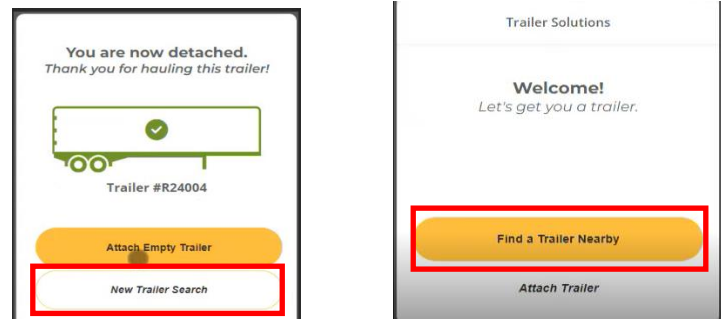 You are now detached.
Thank you for hauling this trailer!
Trailer #R24004
Attach Empty Trailer
New Trailer Search
Trailer Solutions
Welcome!
Let's get you a trailer.
Find a Trailer Nearby
Attach Trailer